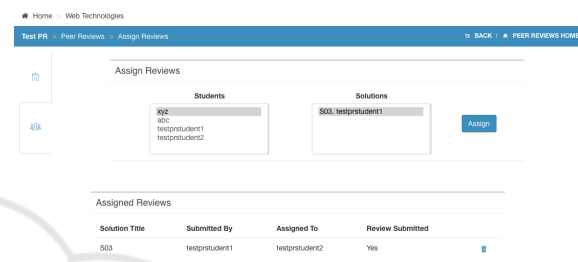 Home > Web Technologies
Test PR > Peer Reviews > Assign Reviews BACK | PEER REVIEWS HOME
Assign Reviews
Students Solutions
xyz S03, testprstudent1
abc
testprstudent1
testprstudent2
Assign
Assigned Reviews
Solution Title Submitted By Assigned To Review Submitted
S03 testprstudent1 testprstudent2 Yes